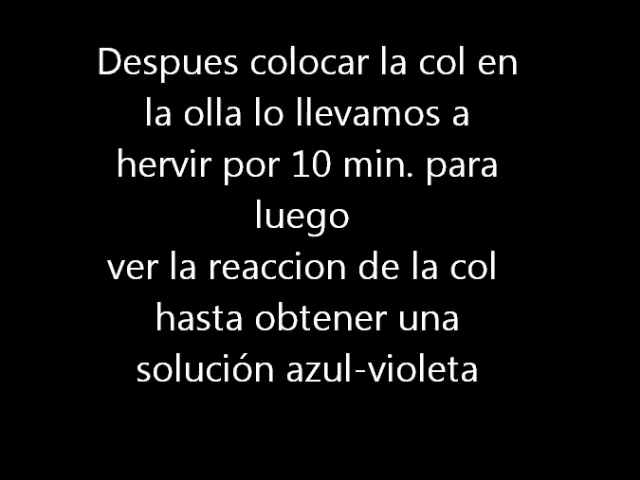 Despues colocar la col en
la olla lo llevamos a
hervir por 10 min. para
luego
ver la reaccion de la col
hasta obtener una
solución azul-violeta